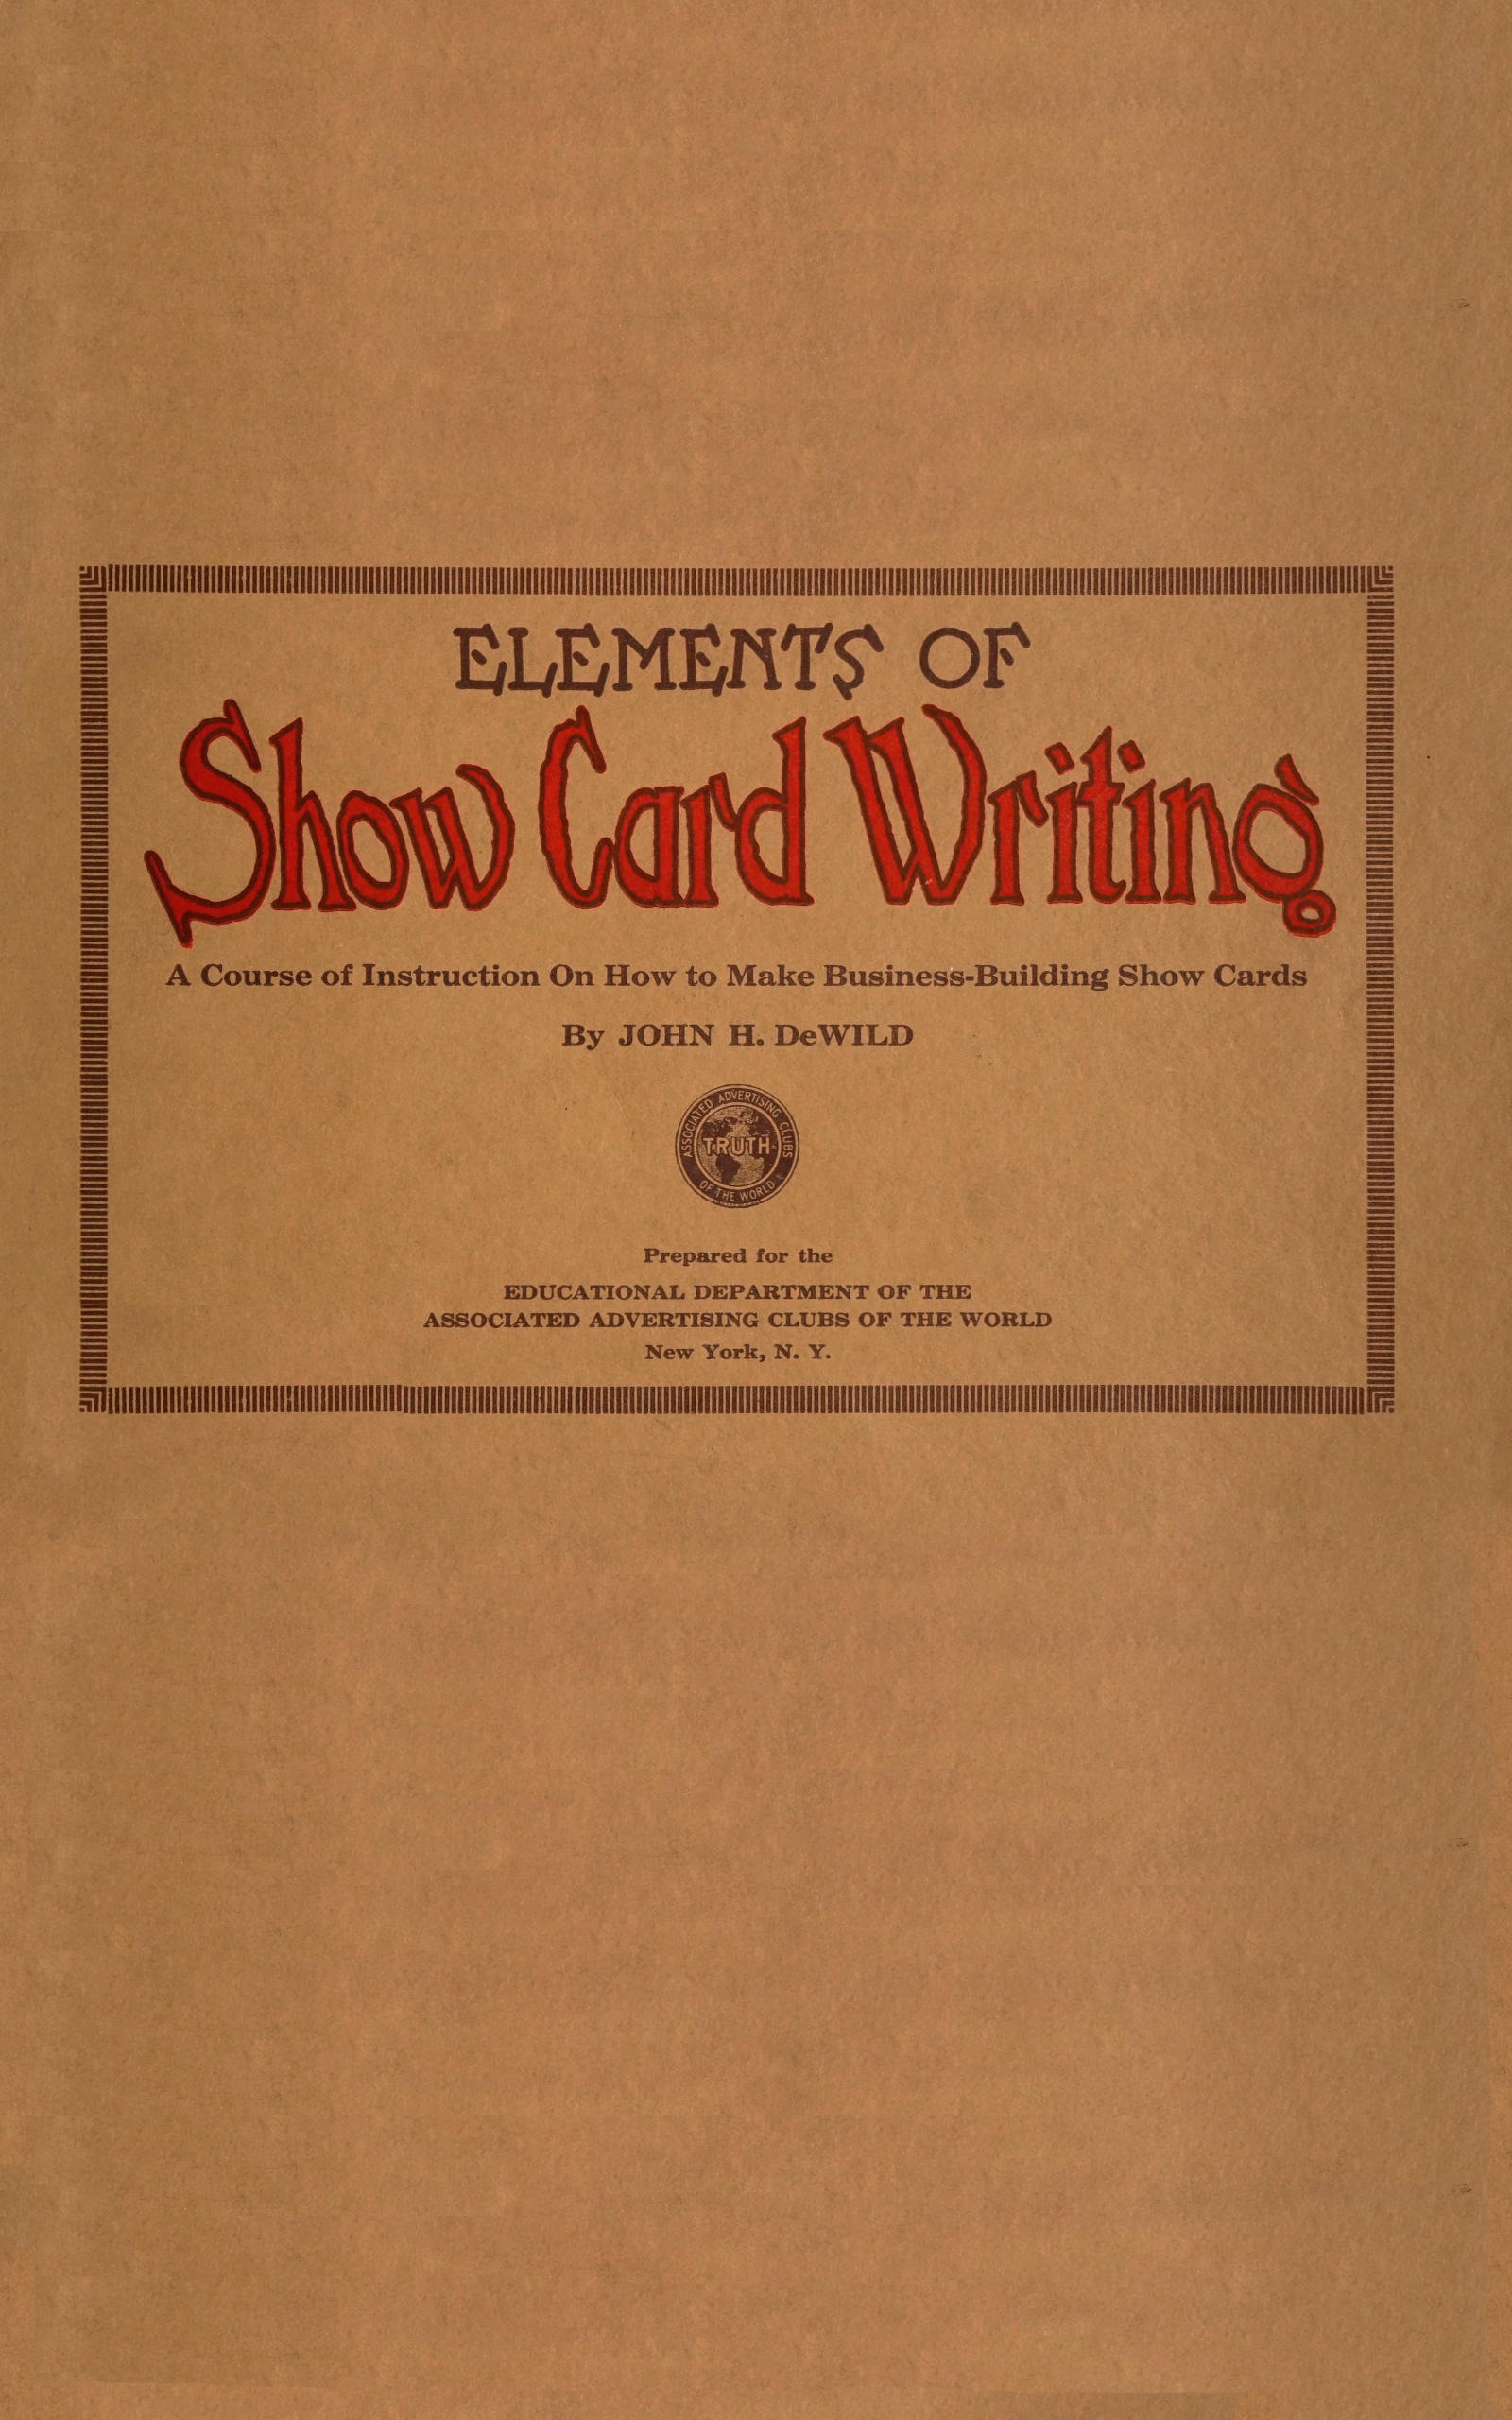 ELEMENTS OF
Show Card Writing
A Course of Instruction On How to Make Business-Building Show Cards
By JOHN H. DeWILD
ASSOCIATED ADVERTISING CLUBS
TRUTH
OF THE WORLD
Prepared for the
EDUCATIONAL DEPARTMENT OF THE
ASSOCIATED ADVERTISING CLUBS OF THE WORLD
New York, N. Y.